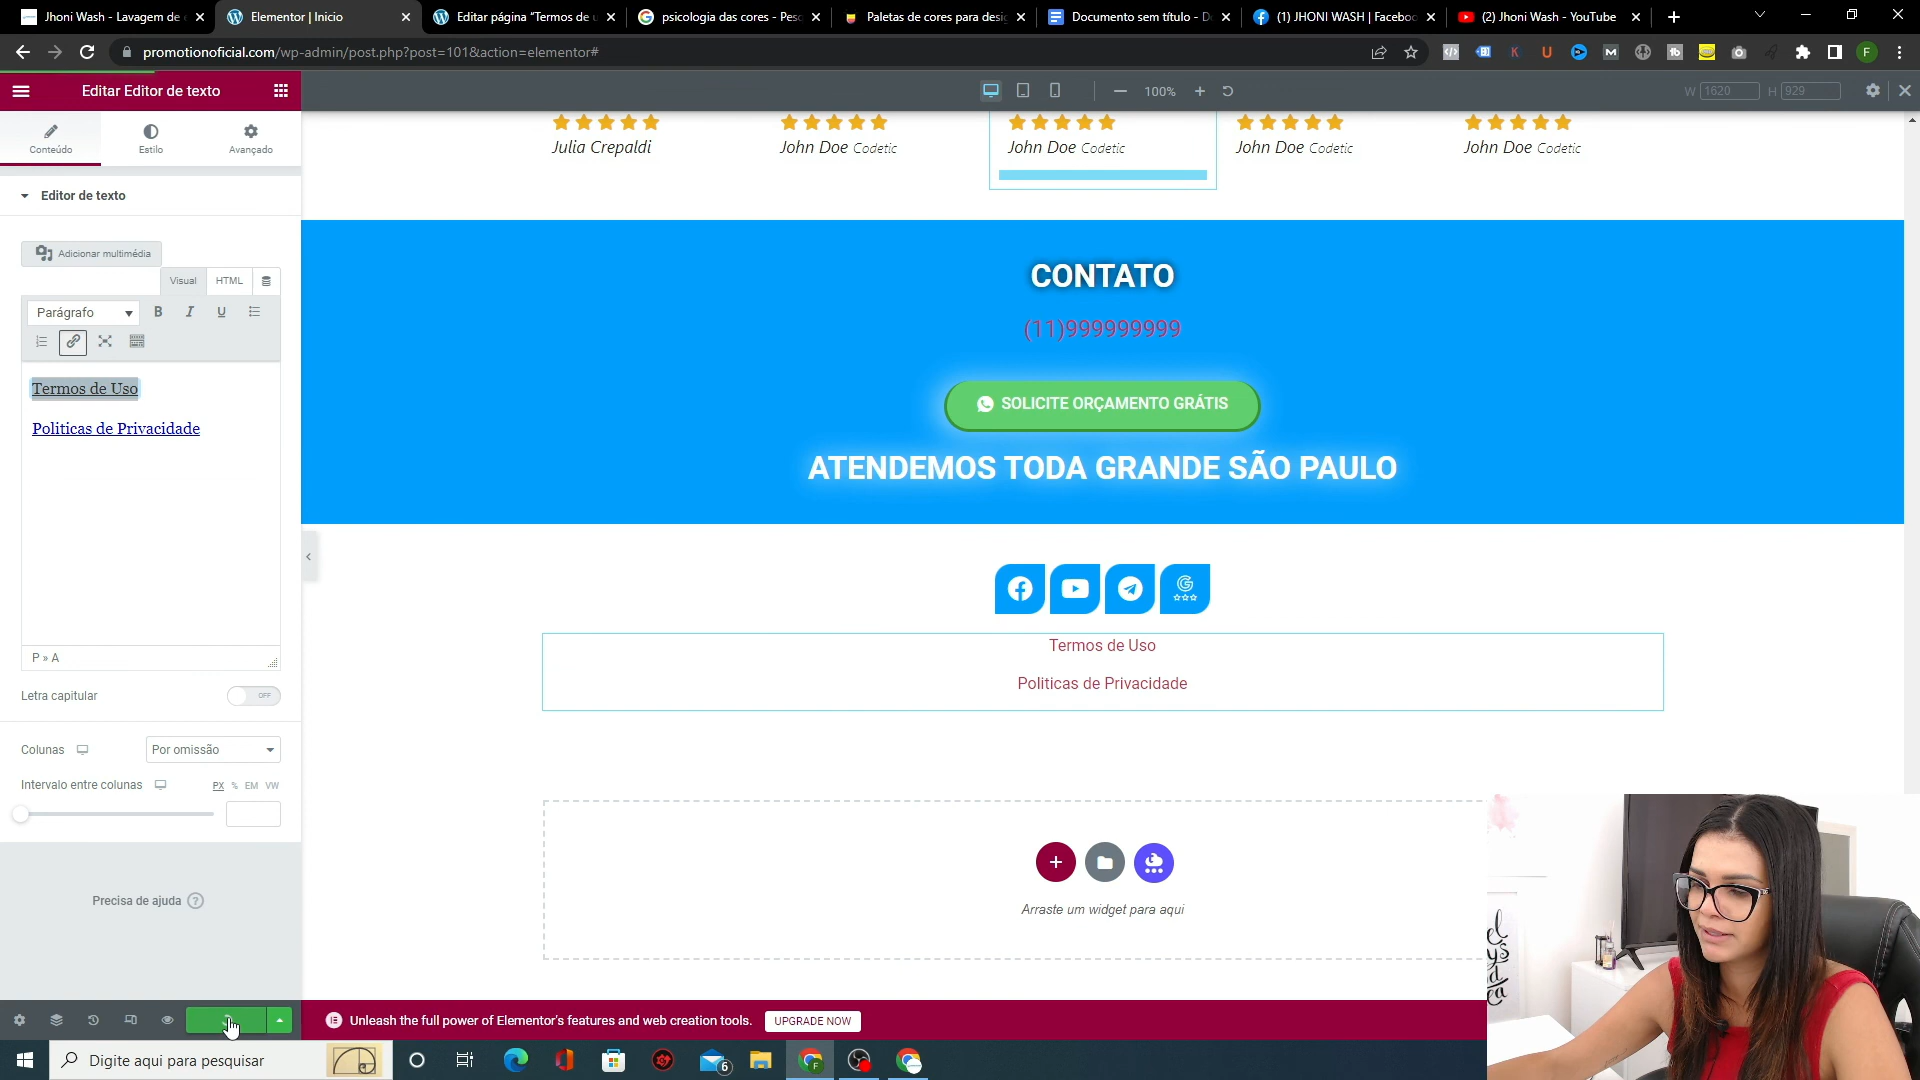 Jhoni Wash - Lavagem de
Elementor | Inicio
Editar página "Termos de u
psicologia das cores - Pes
Paletas de cores para desi
Documento sem título - D
(1) JHONI WASH | Faceboo
(2) Jhoni Wash - YouTube
promotionoficial.com/wp-admin/post.php?post=101&action=elementor#
Editar Editor de texto
100%
W 1620 H 929
Conteúdo
Estilo
Avançado
Julia Crepaldi
John Doe Codetic
John Doe Codetic
John Doe Codetic
John Doe Codetic
Editor de texto
Adicionar multimédia
Visual
HTML
Parágrafo
B I U
Termos de Uso
Politicas de Privacidade
P » A
Letra capitular
OFF
Colunas
Por omissão
Intervalo entre colunas
PX % EM VW
Precisa de ajuda ?
CONTATO
(11)999999999
SOLICITE ORÇAMENTO GRÁTIS
ATENDEMOS TODA GRANDE SÃO PAULO
Termos de Uso
Politicas de Privacidade
Arraste um widget para aqui
Unleash the full power of Elementor's features and web creation tools.
UPGRADE NOW
Digite aqui para pesquisar
6